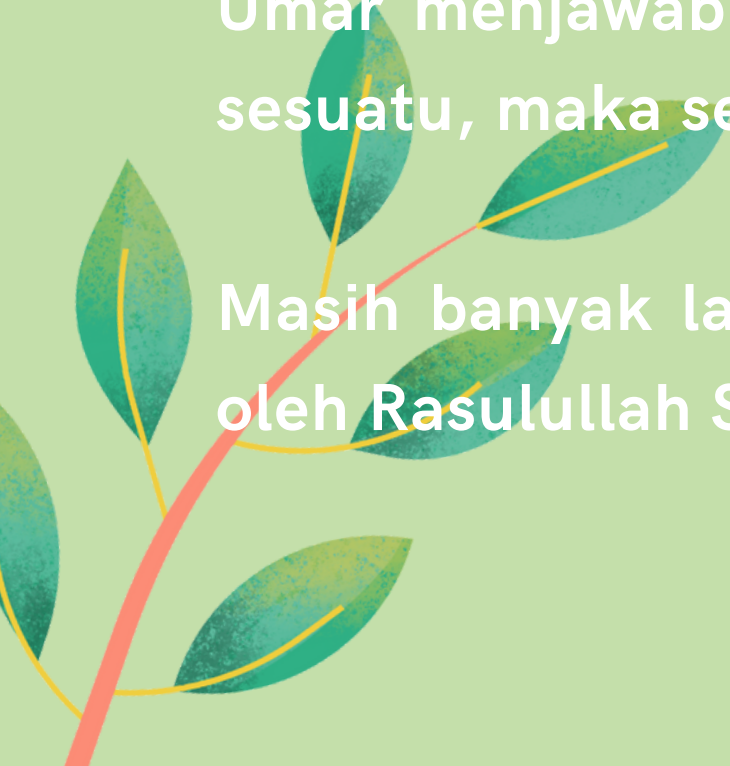 Umar menjawab
sesuatu, maka se
Masih banyak la
oleh Rasulullah S